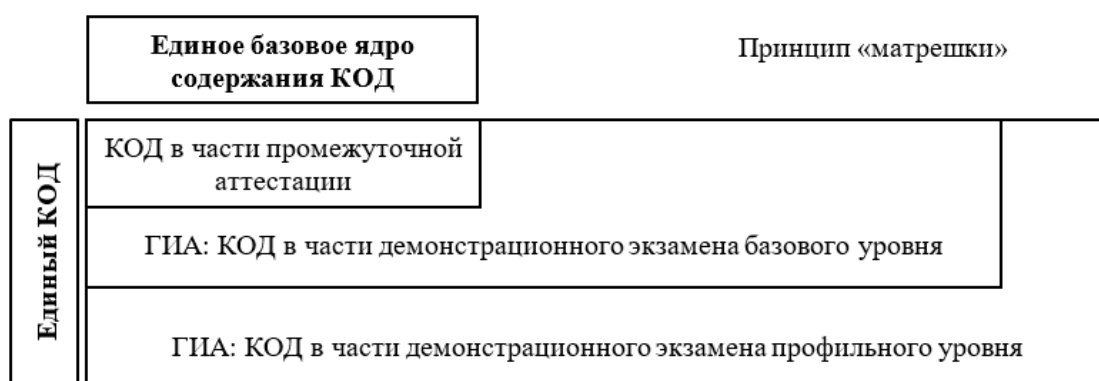 Единое базовое ядро
содержания КОД
Принцип «матрешки»
Единый КОД
КОД в части промежуточной
аттестации
ГИА: КОД в части демонстрационного экзамена базового уровня
ГИА: КОД в части демонстрационного экзамена профильного уровня